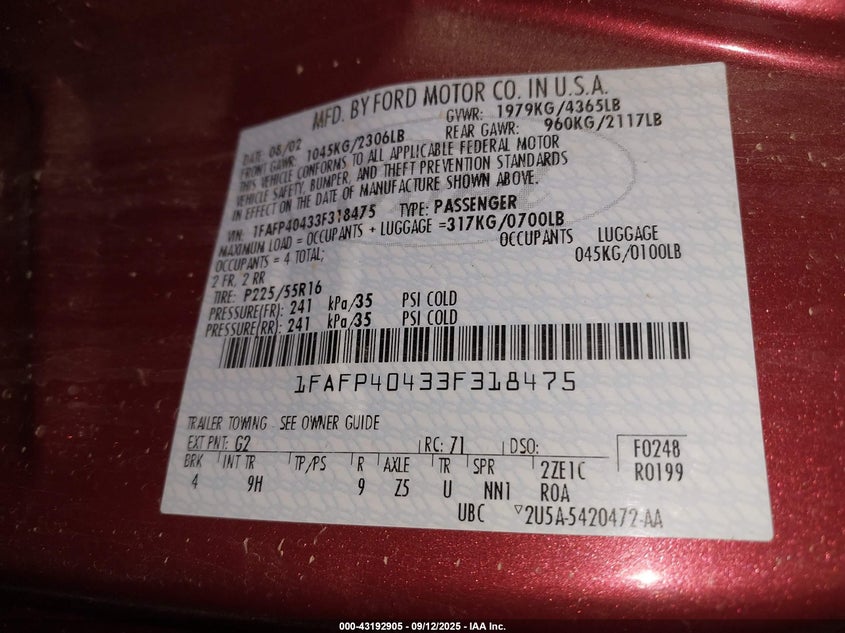 MFD. BY FORD MOTOR CO. IN U.S.A.
DATE: 08/02 GVWR: 1979KG/4365LB
FRONT GAWR: 1045KG/2306LB REAR GAWR: 960KG/2117LB
THIS VEHICLE CONFORMS TO ALL APPLICABLE FEDERAL MOTOR
VEHICLE SAFETY, BUMPER, AND THEFT PREVENTION STANDARDS
IN EFFECT ON THE DATE OF MANUFACTURE SHOWN ABOVE.
VIN: 1FAFP40433F318475 TYPE: PASSENGER
MAXIMUM LOAD = OCCUPANTS + LUGGAGE =317KG/0700LB
OCCUPANTS = 4 TOTAL; OCCUPANTS LUGGAGE
2 FR, 2 RR 045KG/0100LB
TIRE: P225/55R16
PRESSURE(FR): 241 kPa/35 PSI COLD
PRESSURE(RR): 241 kPa/35 PSI COLD
1FAFP40433F318475
TRAILER TOWING - SEE OWNER GUIDE
EXT PNT: G2 RC: 71 DSO: F0248
BRK INT TR TP/PS R AXLE TR SPR 2ZE1C R0199
4 9H 9 Z5 U NN1 ROA
UBC ▽2U5A-5420472-AA
000-43192905 - 09/12/2025 - IAA Inc.